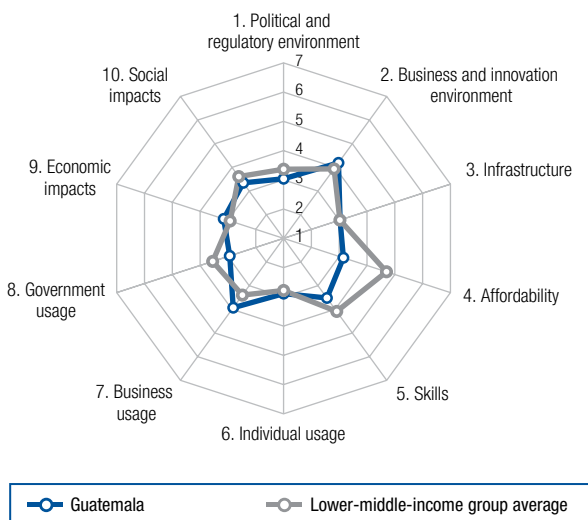 1. Political and
regulatory environment
2. Business and innovation
environment
3. Infrastructure
4. Affordability
5. Skills
6. Individual usage
7. Business
usage
8. Government
usage
9. Economic
impacts
10. Social
impacts
7
6
5
4
3
2
1
Guatemala
Lower-middle-income group average